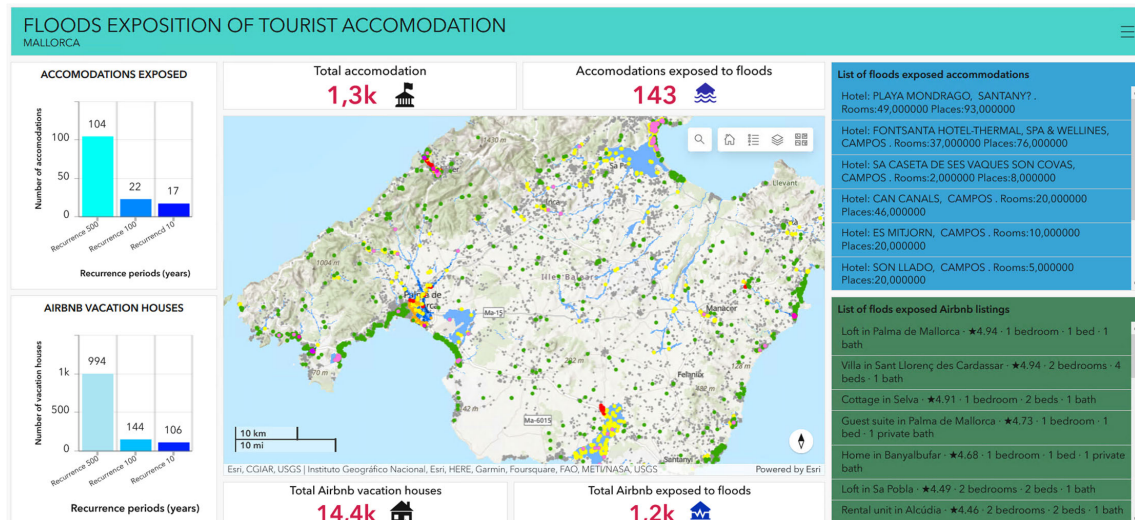 FLOODS EXPOSITION OF TOURIST ACCOMODATION
MALLORCA
ACCOMODATIONS EXPOSED
Number of accomodations
100
50
0
104
22
17
Recurrence 500
Recurrence 100
Recurrencd 10
Recurrence periods (years)
AIRBNB VACATION HOUSES
Number of vacation houses
1k
500
0
994
144
106
Recurrence 500
Recurrence 100
Recurrence 10
Recurrence periods (years)
Total accomodation
1,3k
Accomodations exposed to floods
143
1430 m
Llevant
1004 m
Illes Balears
Palma de
Ma-15
Manacor
Felanitx
Ma-6015
Santanyí
10 km
10 mi
Esri, CGIAR, USGS | Instituto Geográfico Nacional, Esri, HERE, Garmin, Foursquare, FAO, METI/NASA, USGS
Powered by Esri
Total Airbnb vacation houses
14,4k
Total Airbnb exposed to floods
1,2k
List of floods exposed accommodations
Hotel: PLAYA MONDRAGO, SANTANY? .
Rooms:49,000000 Places:93,000000
Hotel: FONTSANTA HOTEL-THERMAL, SPA & WELLINES,
CAMPOS . Rooms:37,000000 Places:76,000000
Hotel: SA CASETA DE SES VAQUES SON COVAS,
CAMPOS . Rooms:2,000000 Places:8,000000
Hotel: CAN CANALS, CAMPOS . Rooms:20,000000
Places:46,000000
Hotel: ES MITJORN, CAMPOS . Rooms:10,000000
Places:20,000000
Hotel: SON LLADO, CAMPOS . Rooms:5,000000
Places:20,000000
List of flods exposed Airbnb listings
Loft in Palma de Mallorca · ★4.94 · 1 bedroom · 1 bed · 1
bath
Villa in Sant Llorenç des Cardassar · ★4.94 · 2 bedrooms · 4
beds · 1 bath
Cottage in Selva · ★4.91 · 1 bedroom · 2 beds · 1 bath
Guest suite in Palma de Mallorca · ★4.73 · 1 bedroom · 1
bed · 1 private bath
Home in Banyalbufar · ★4.68 · 1 bedroom · 1 bed · 1 private
bath
Loft in Sa Pobla · ★4.49 · 2 bedrooms · 2 beds · 1 bath
Rental unit in Alcúdia · ★4.46 · 2 bedrooms · 2 beds · 1 bath